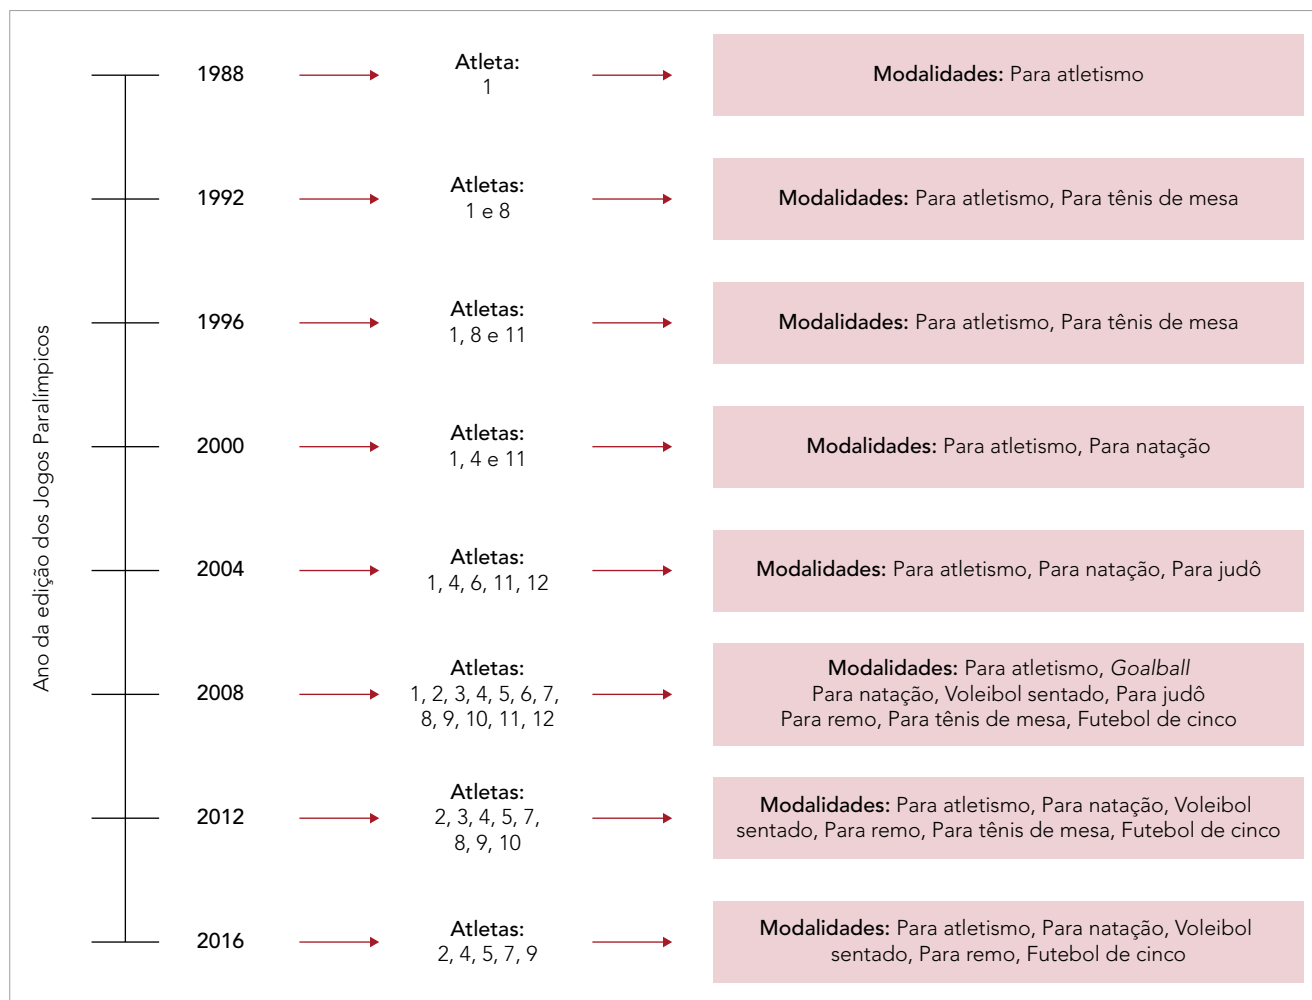 Ano da edição dos Jogos Paralímpicos
1988
Atleta:
1
Modalidades: Para atletismo
1992
Atletas:
1 e 8
Modalidades: Para atletismo, Para tênis de mesa
1996
Atletas:
1, 8 e 11
Modalidades: Para atletismo, Para tênis de mesa
2000
Atletas:
1, 4 e 11
Modalidades: Para atletismo, Para natação
2004
Atletas:
1, 4, 6, 11, 12
Modalidades: Para atletismo, Para natação, Para judô
2008
Atletas:
1, 2, 3, 4, 5, 6, 7,
8, 9, 10, 11, 12
Modalidades: Para atletismo, Goalball
Para natação, Voleibol sentado, Para judô
Para remo, Para tênis de mesa, Futebol de cinco
2012
Atletas:
2, 3, 4, 5, 7,
8, 9, 10
Modalidades: Para atletismo, Para natação, Voleibol
sentado, Para remo, Para tênis de mesa, Futebol de cinco
2016
Atletas:
2, 4, 5, 7, 9
Modalidades: Para atletismo, Para natação, Voleibol
sentado, Para remo, Futebol de cinco